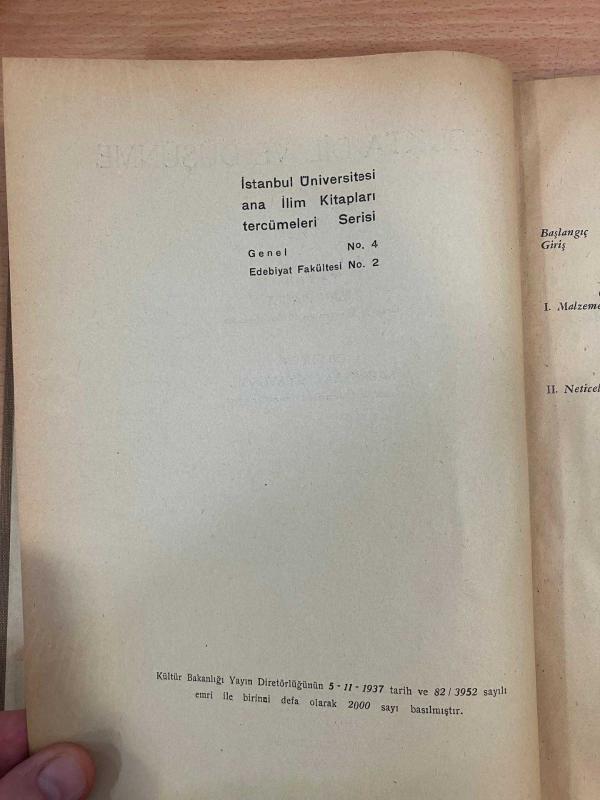 İstanbul Üniversitesi
ana İlim Kitapları
tercümeleri Serisi
Genel No. 4
Edebiyat Fakültesi No. 2
Kültür Bakanlığı Yayın Diretörlüğünün 5 - 11 - 1937 tarih ve 82 / 3952 sayılı
emri ile birinci defa olarak 2000 sayı basılmıştır.
Başlangıç
Giriş
I. Malzeme
II. Neticel